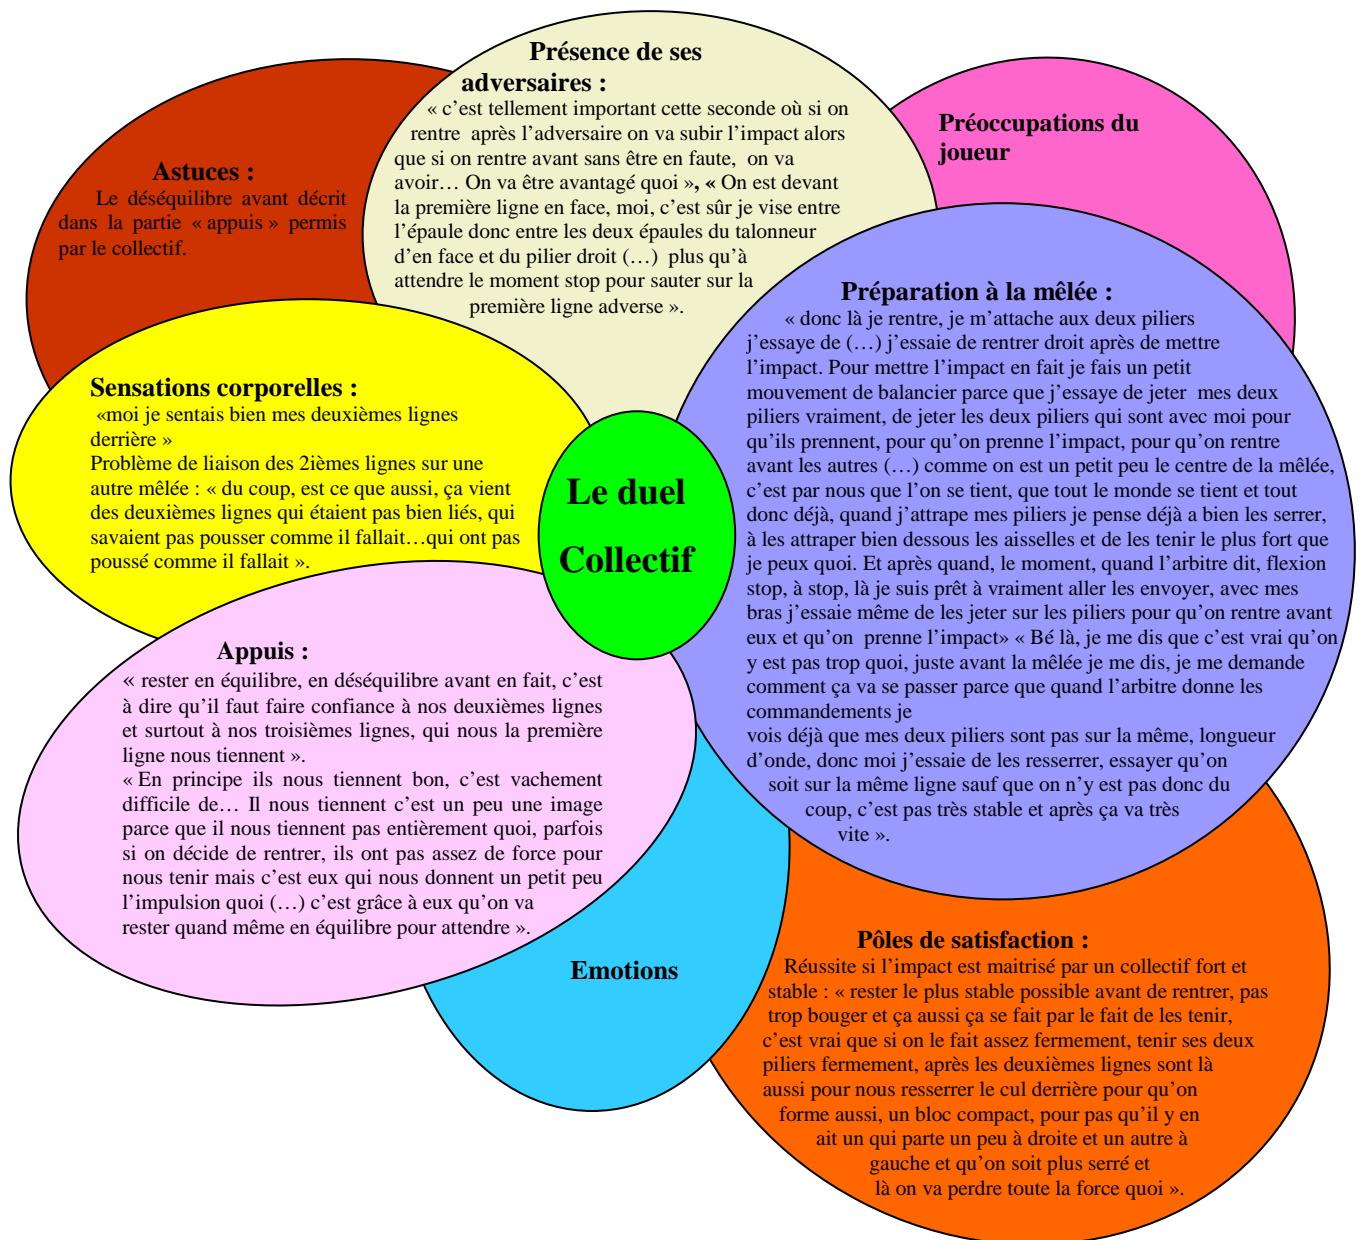 Présence de ses
adversaires :
« c’est tellement important cette seconde où si on
rentre  après l’adversaire on va subir l’impact alors
que si on rentre avant sans être en faute,  on va
avoir… On va être avantagé quoi », « On est devant
la première ligne en face, moi, c’est sûr je vise entre
l’épaule donc entre les deux épaules du talonneur
d’en face et du pilier droit (…)  plus qu’à
attendre le moment stop pour sauter sur la
première ligne adverse ».
Préoccupations du
joueur
Astuces :
Le déséquilibre avant décrit
dans la partie « appuis » permis
par le collectif.
Préparation à la mêlée :
« donc là je rentre, je m’attache aux deux piliers
j’essaye de (…) j’essaie de rentrer droit après de mettre
l’impact. Pour mettre l’impact en fait je fais un petit
mouvement de balancier parce que j’essaye de jeter  mes deux
piliers vraiment, de jeter les deux piliers qui sont avec moi pour
qu’ils prennent, pour qu’on prenne l’impact, pour qu’on rentre
avant les autres (…) comme on est un petit peu le centre de la mêlée,
c’est par nous que l’on se tient, que tout le monde se tient et tout
donc déjà, quand j’attrape mes piliers je pense déjà a bien les serrer,
à les attraper bien dessous les aisselles et de les tenir le plus fort que
je peux quoi. Et après quand, le moment, quand l’arbitre dit, flexion
stop, à stop, là je suis prêt à vraiment aller les envoyer, avec mes
bras j’essaie même de les jeter sur les piliers pour qu’on rentre avant
eux et qu’on  prenne l’impact» « Bé là, je me dis que c’est vrai qu’on
y est pas trop quoi, juste avant la mêlée je me dis, je me demande
comment ça va se passer parce que quand l’arbitre donne les
commandements je
vois déjà que mes deux piliers sont pas sur la même, longueur
d’onde, donc moi j’essaie de les resserrer, essayer qu’on
soit sur la même ligne sauf que on n’y est pas donc du
coup, c’est pas très stable et après ça va très
vite ».
Sensations corporelles :
«moi je sentais bien mes deuxièmes lignes
derrière »
Problème de liaison des 2ièmes lignes sur une
autre mêlée : « du coup, est ce que aussi, ça vient
des deuxièmes lignes qui étaient pas bien liés, qui
savaient pas pousser comme il fallait…qui ont pas
poussé comme il fallait ».
Le duel
Collectif
Appuis :
« rester en équilibre, en déséquilibre avant en fait, c’est
à dire qu’il faut faire confiance à nos deuxièmes lignes
et surtout à nos troisièmes lignes, qui nous la première
ligne nous tiennent ».
« En principe ils nous tiennent bon, c’est vachement
difficile de… Il nous tiennent c’est un peu une image
parce que il nous tiennent pas entièrement quoi, parfois
si on décide de rentrer, ils ont pas assez de force pour
nous tenir mais c’est eux qui nous donnent un petit peu
l’impulsion quoi (…) c’est grâce à eux qu’on va
rester quand même en équilibre pour attendre ».
Emotions
Pôles de satisfaction :
Réussite si l’impact est maitrisé par un collectif fort et
stable : « rester le plus stable possible avant de rentrer, pas
trop bouger et ça aussi ça se fait par le fait de les tenir,
c’est vrai que si on le fait assez fermement, tenir ses deux
piliers fermement, après les deuxièmes lignes sont là
aussi pour nous resserrer le cul derrière pour qu’on
forme aussi, un bloc compact, pour pas qu’il y en
ait un qui parte un peu à droite et un autre à
gauche et qu’on soit plus serré et
là on va perdre toute la force quoi ».